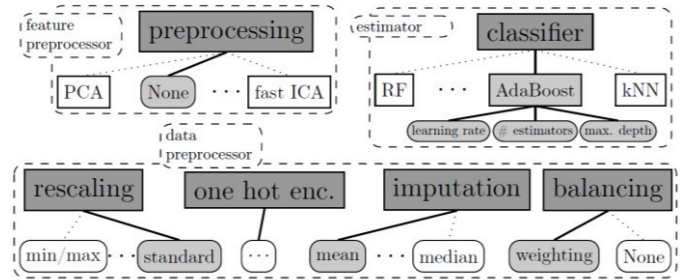 feature
preprocessor
preprocessing
PCA
None
···
fast ICA
estimator
classifier
RF
···
AdaBoost
kNN
learning rate
# estimators
max. depth
data
preprocessor
rescaling
one hot enc.
imputation
balancing
min/max
···
standard
···
mean
···
median
weighting
None